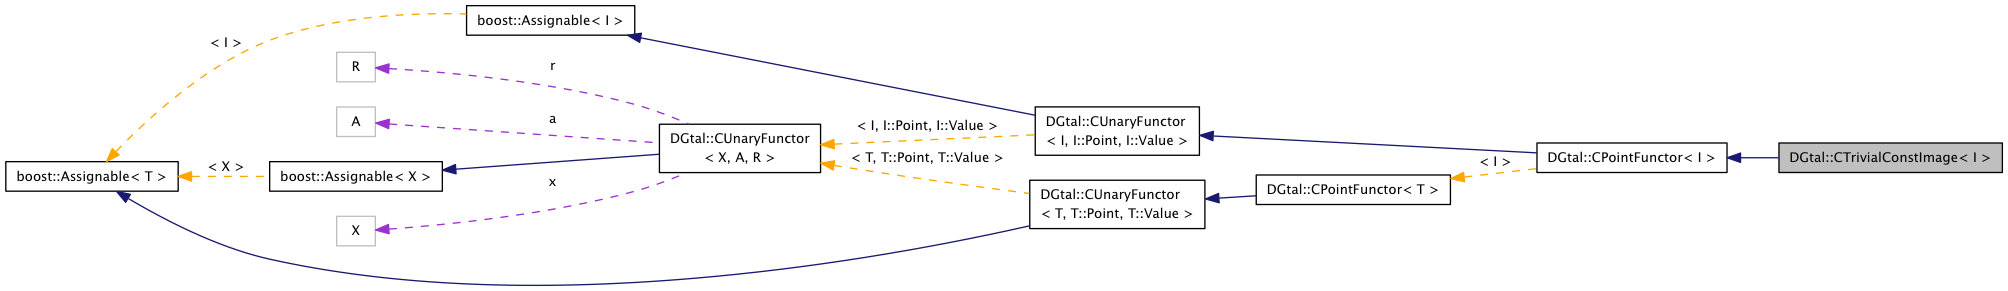 boost::Assignable< I >
< I >
R
r
A
a
DGtal::CUnaryFunctor
< X, A, R >
< I, I::Point, I::Value >
DGtal::CUnaryFunctor
< I, I::Point, I::Value >
boost::Assignable< T >
< X >
boost::Assignable< X >
x
X
< T, T::Point, T::Value >
DGtal::CUnaryFunctor
< T, T::Point, T::Value >
DGtal::CPointFunctor< T >
< I >
DGtal::CPointFunctor< I >
DGtal::CTrivialConstImage< I >